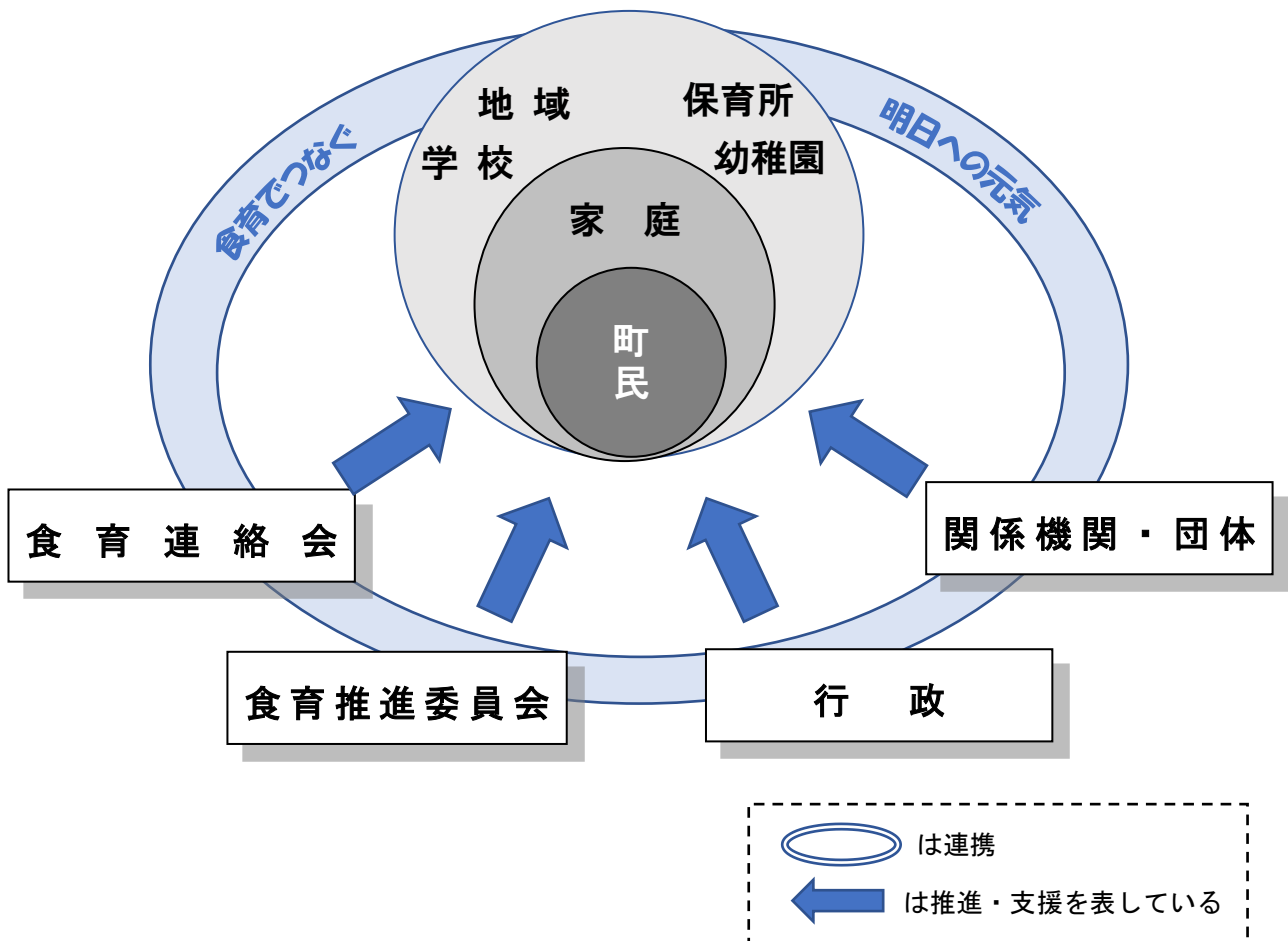 地 域
保育所
学 校
幼稚園
食育でつなぐ
明日への元気
家 庭
町
民
食 育 連 絡 会
関係機関・団体
食育推進委員会
行 政
は連携
は推進・支援を表している